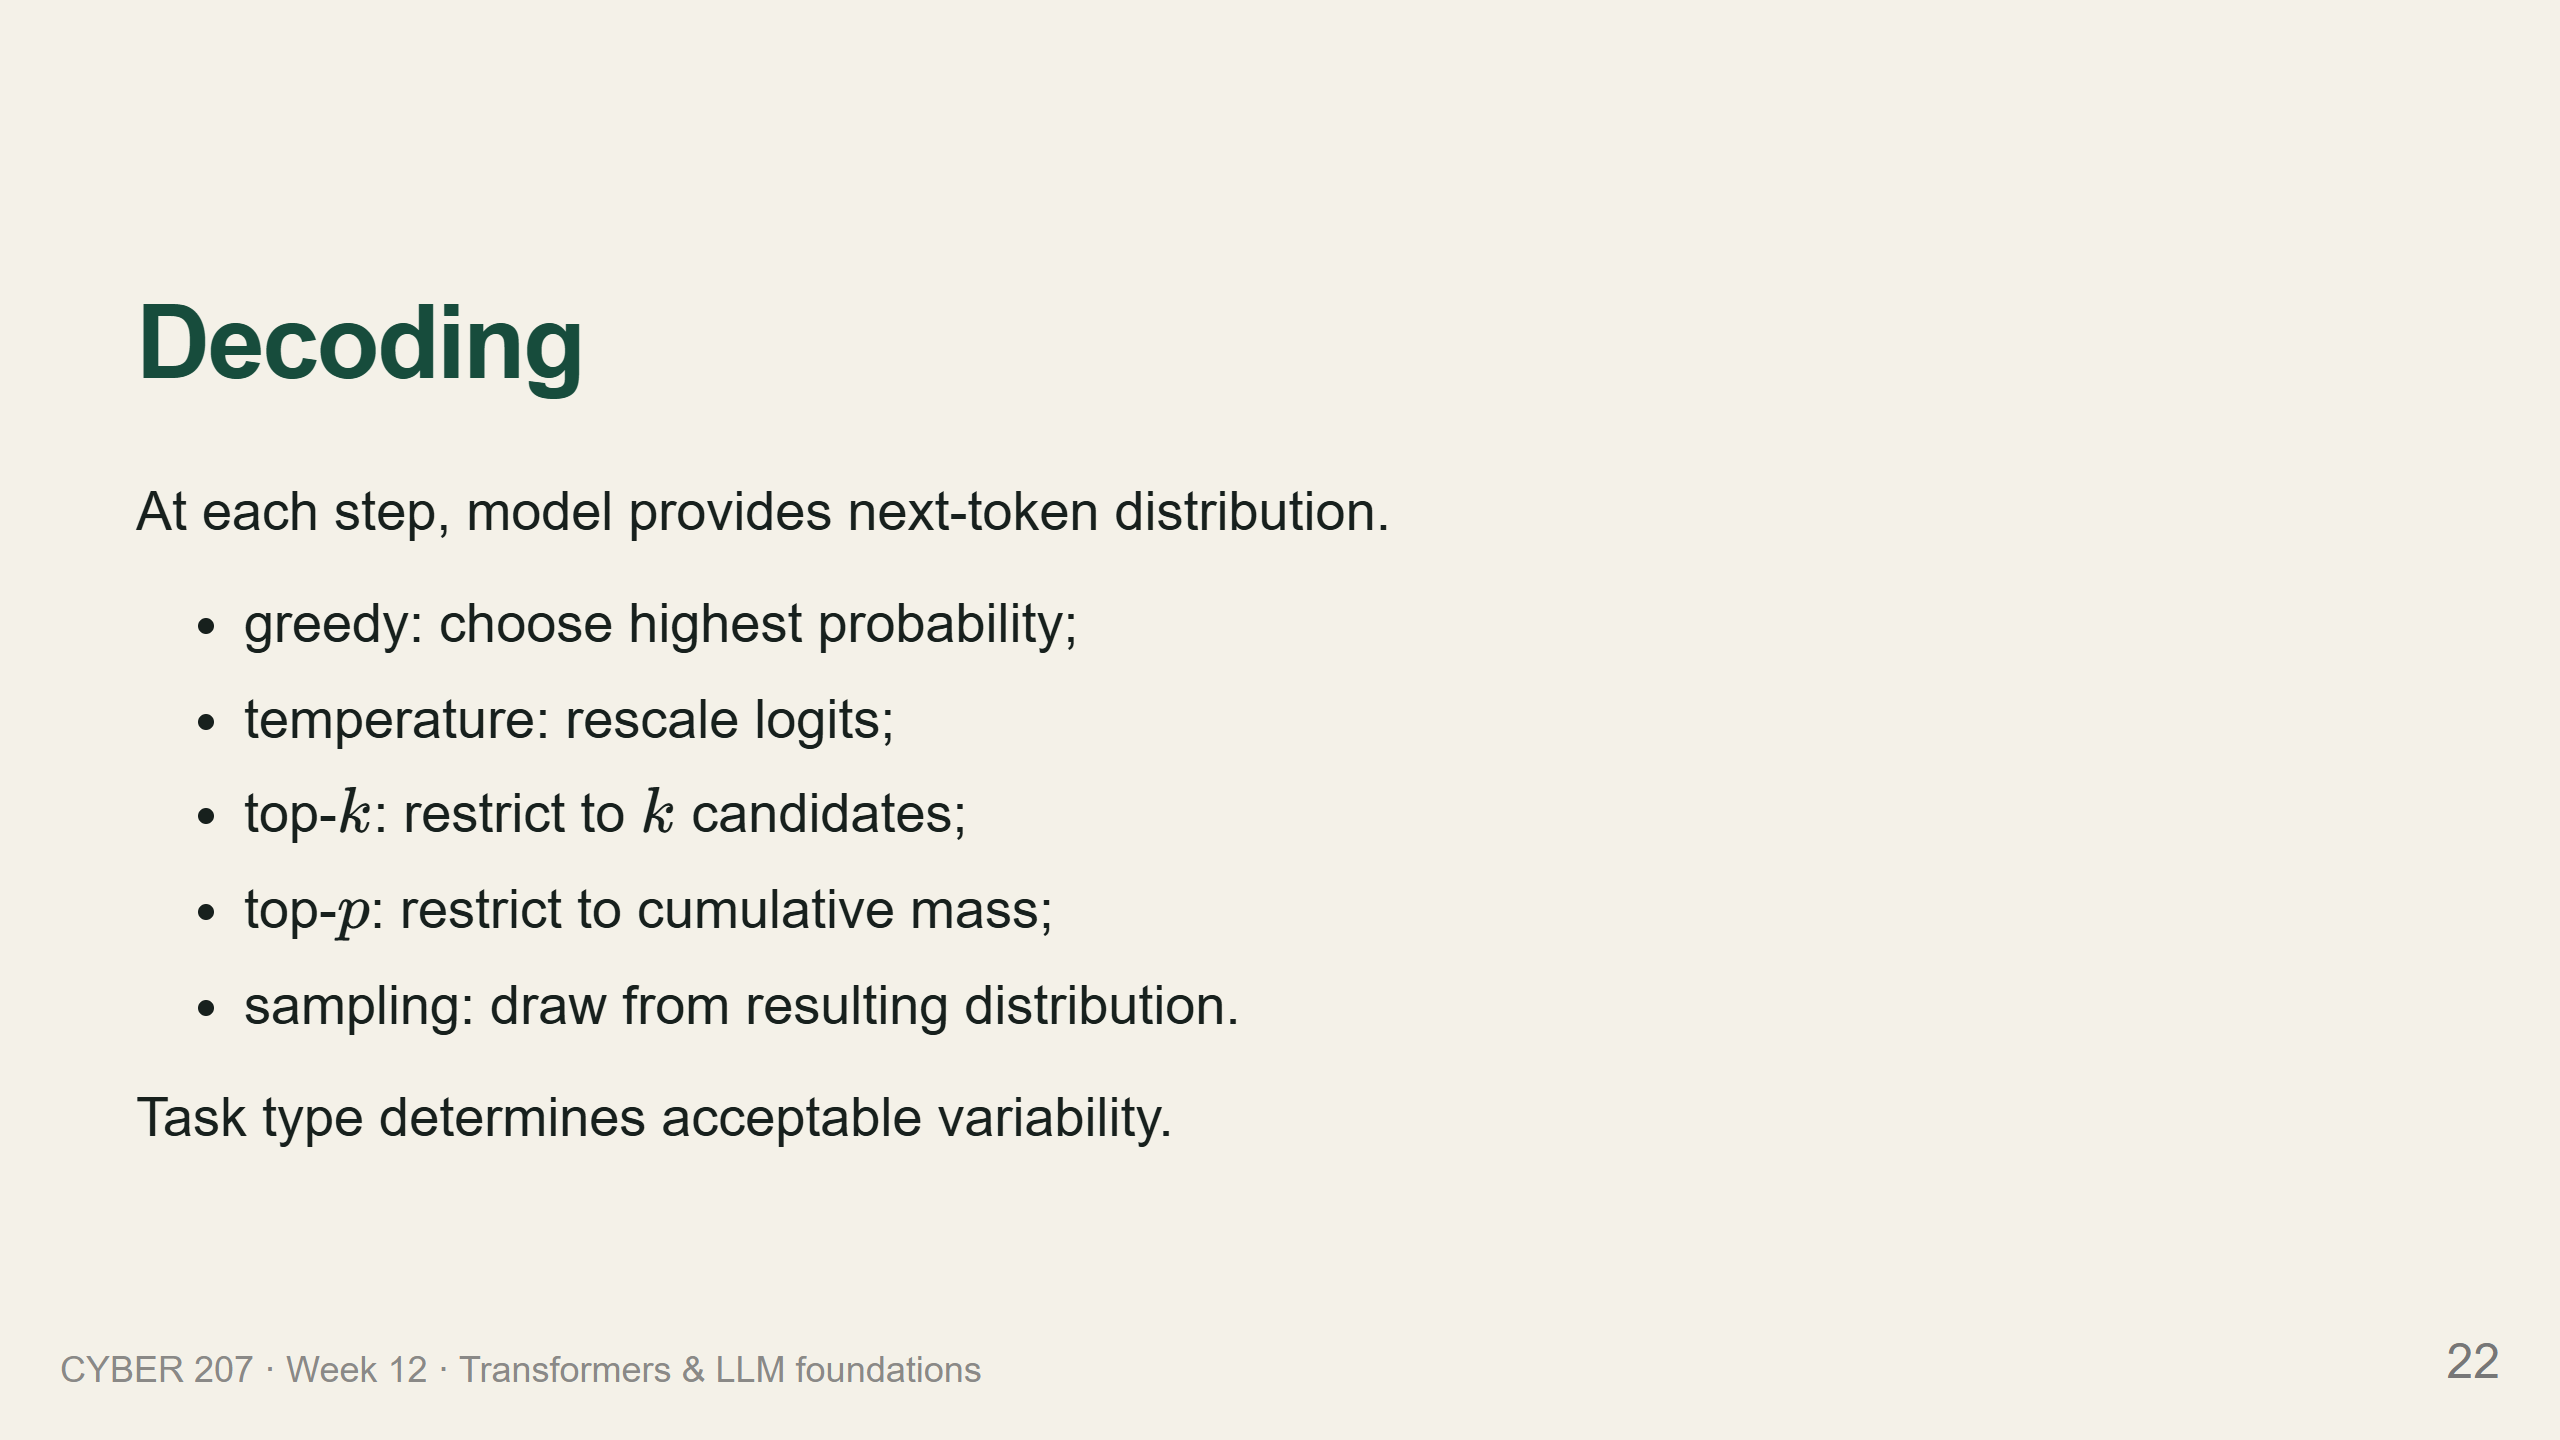 Decoding
At each step, model provides next-token distribution.
• greedy: choose highest probability;
• temperature: rescale logits;
• top-k: restrict to k candidates;
• top-p: restrict to cumulative mass;
• sampling: draw from resulting distribution.
Task type determines acceptable variability.
CYBER 207 · Week 12 · Transformers & LLM foundations
22